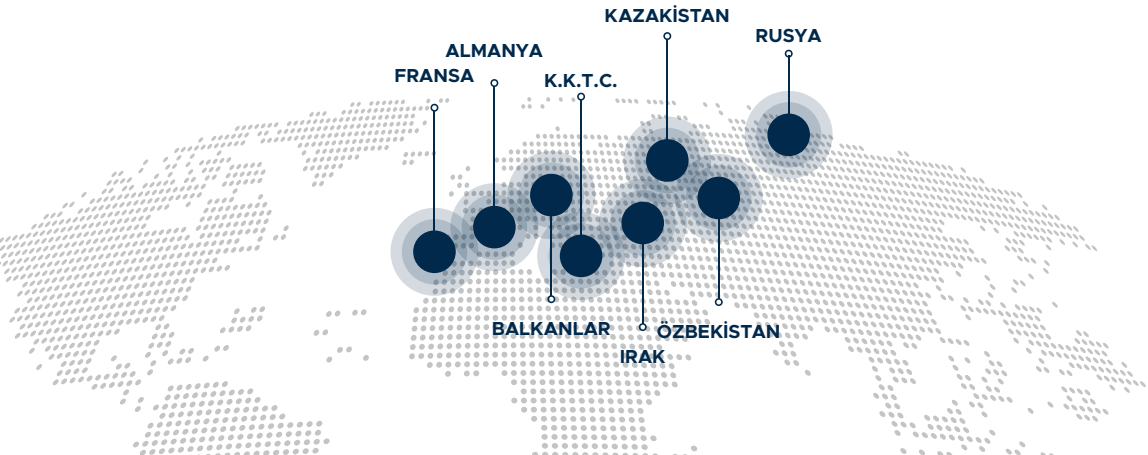 KAZAKİSTAN
RUSYA
ALMANYA
FRANSA
K.K.T.C.
BALKANLAR
ÖZBEKİSTAN
IRAK